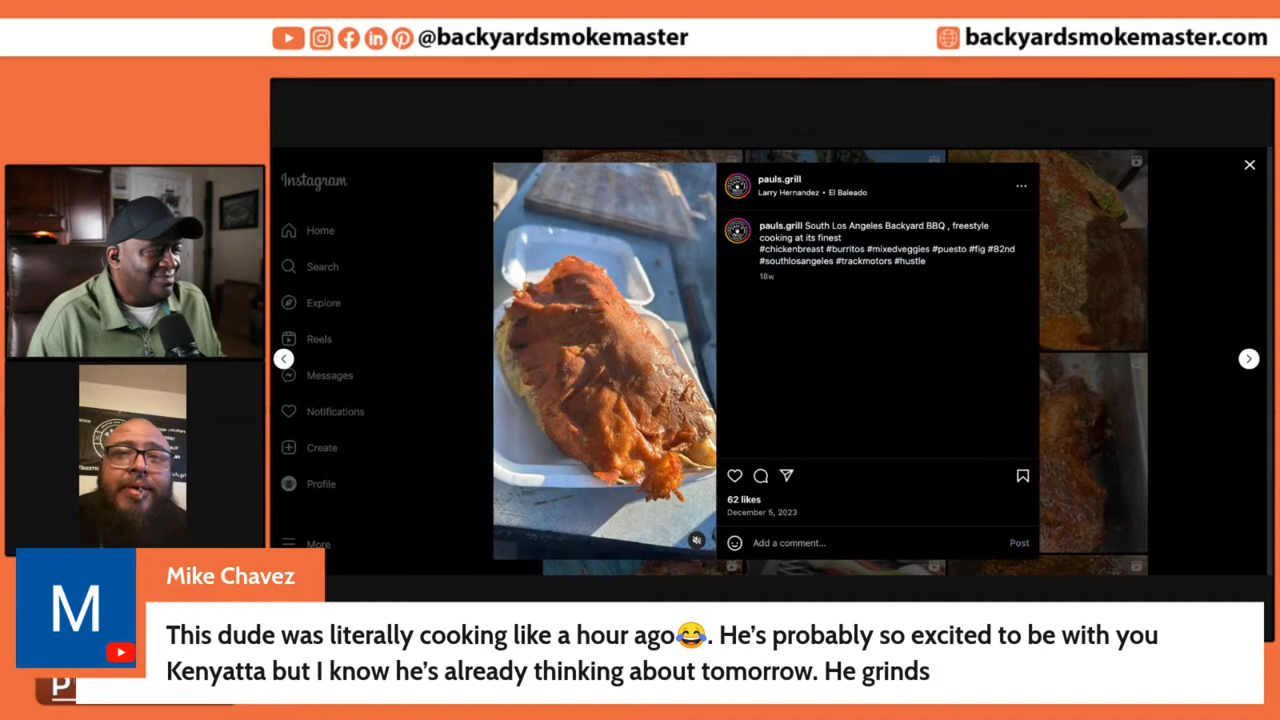 @backyardsmokemaster
backyardsmokemaster.com
Instagram
Home
Search
Explore
Reels
Messages
Notifications
Create
Profile
More
pauls.grill
Larry Hernandez • El Baleado
pauls.grill South Los Angeles Backyard BBQ , freestyle
cooking at its finest
#chickenbreast #burritos #mixedveggies #puesto #fig #82nd
#southlosangeles #trackmotors #hustle
18w
62 likes
December 5, 2023
Add a comment...
Post
M
Mike Chavez
This dude was literally cooking like a hour ago😂. He's probably so excited to be with you
Kenyatta but I know he's already thinking about tomorrow. He grinds